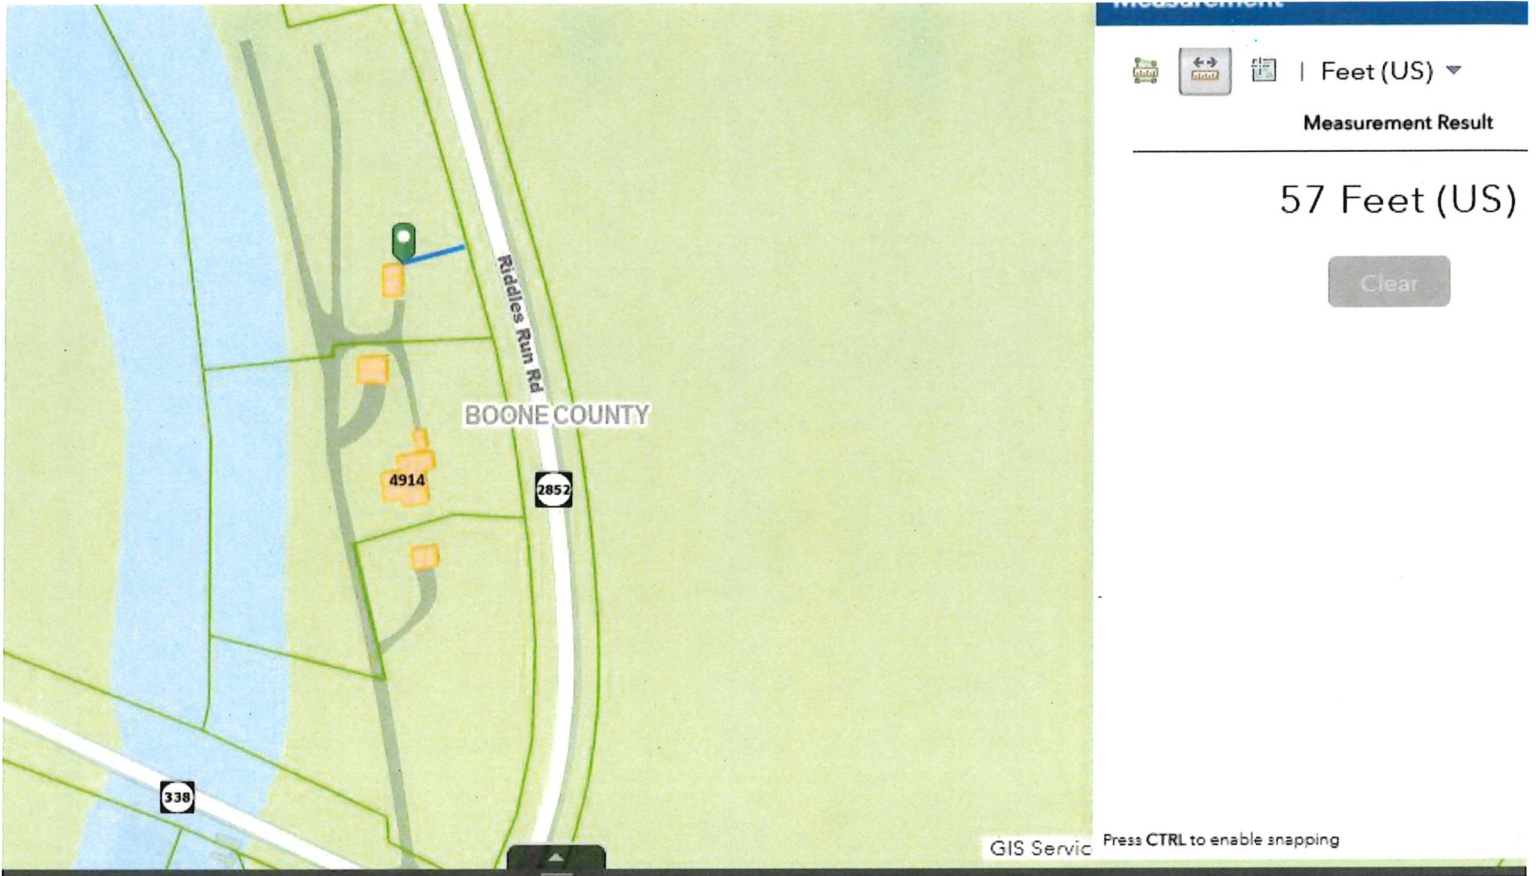 Measurement
| Feet (US)
Measurement Result
57 Feet (US)
Clear
Riddles Run Rd
BOONE COUNTY
4914
2852
338
GIS Servic
Press CTRL to enable snapping